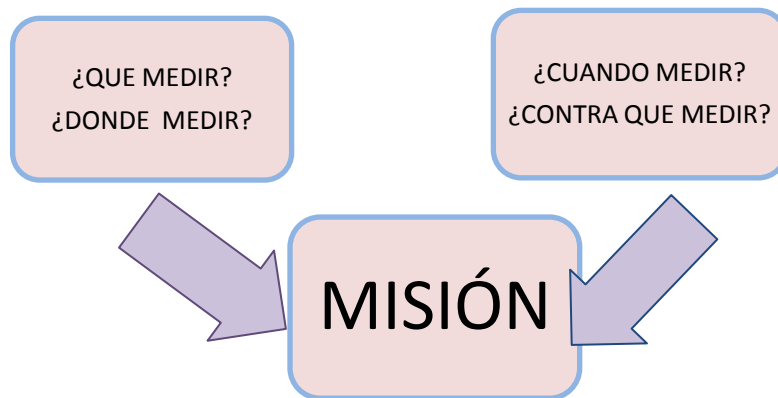 ¿QUE MEDIR?
¿DONDE MEDIR?
¿CUANDO MEDIR?
¿CONTRA QUE MEDIR?
MISIÓN